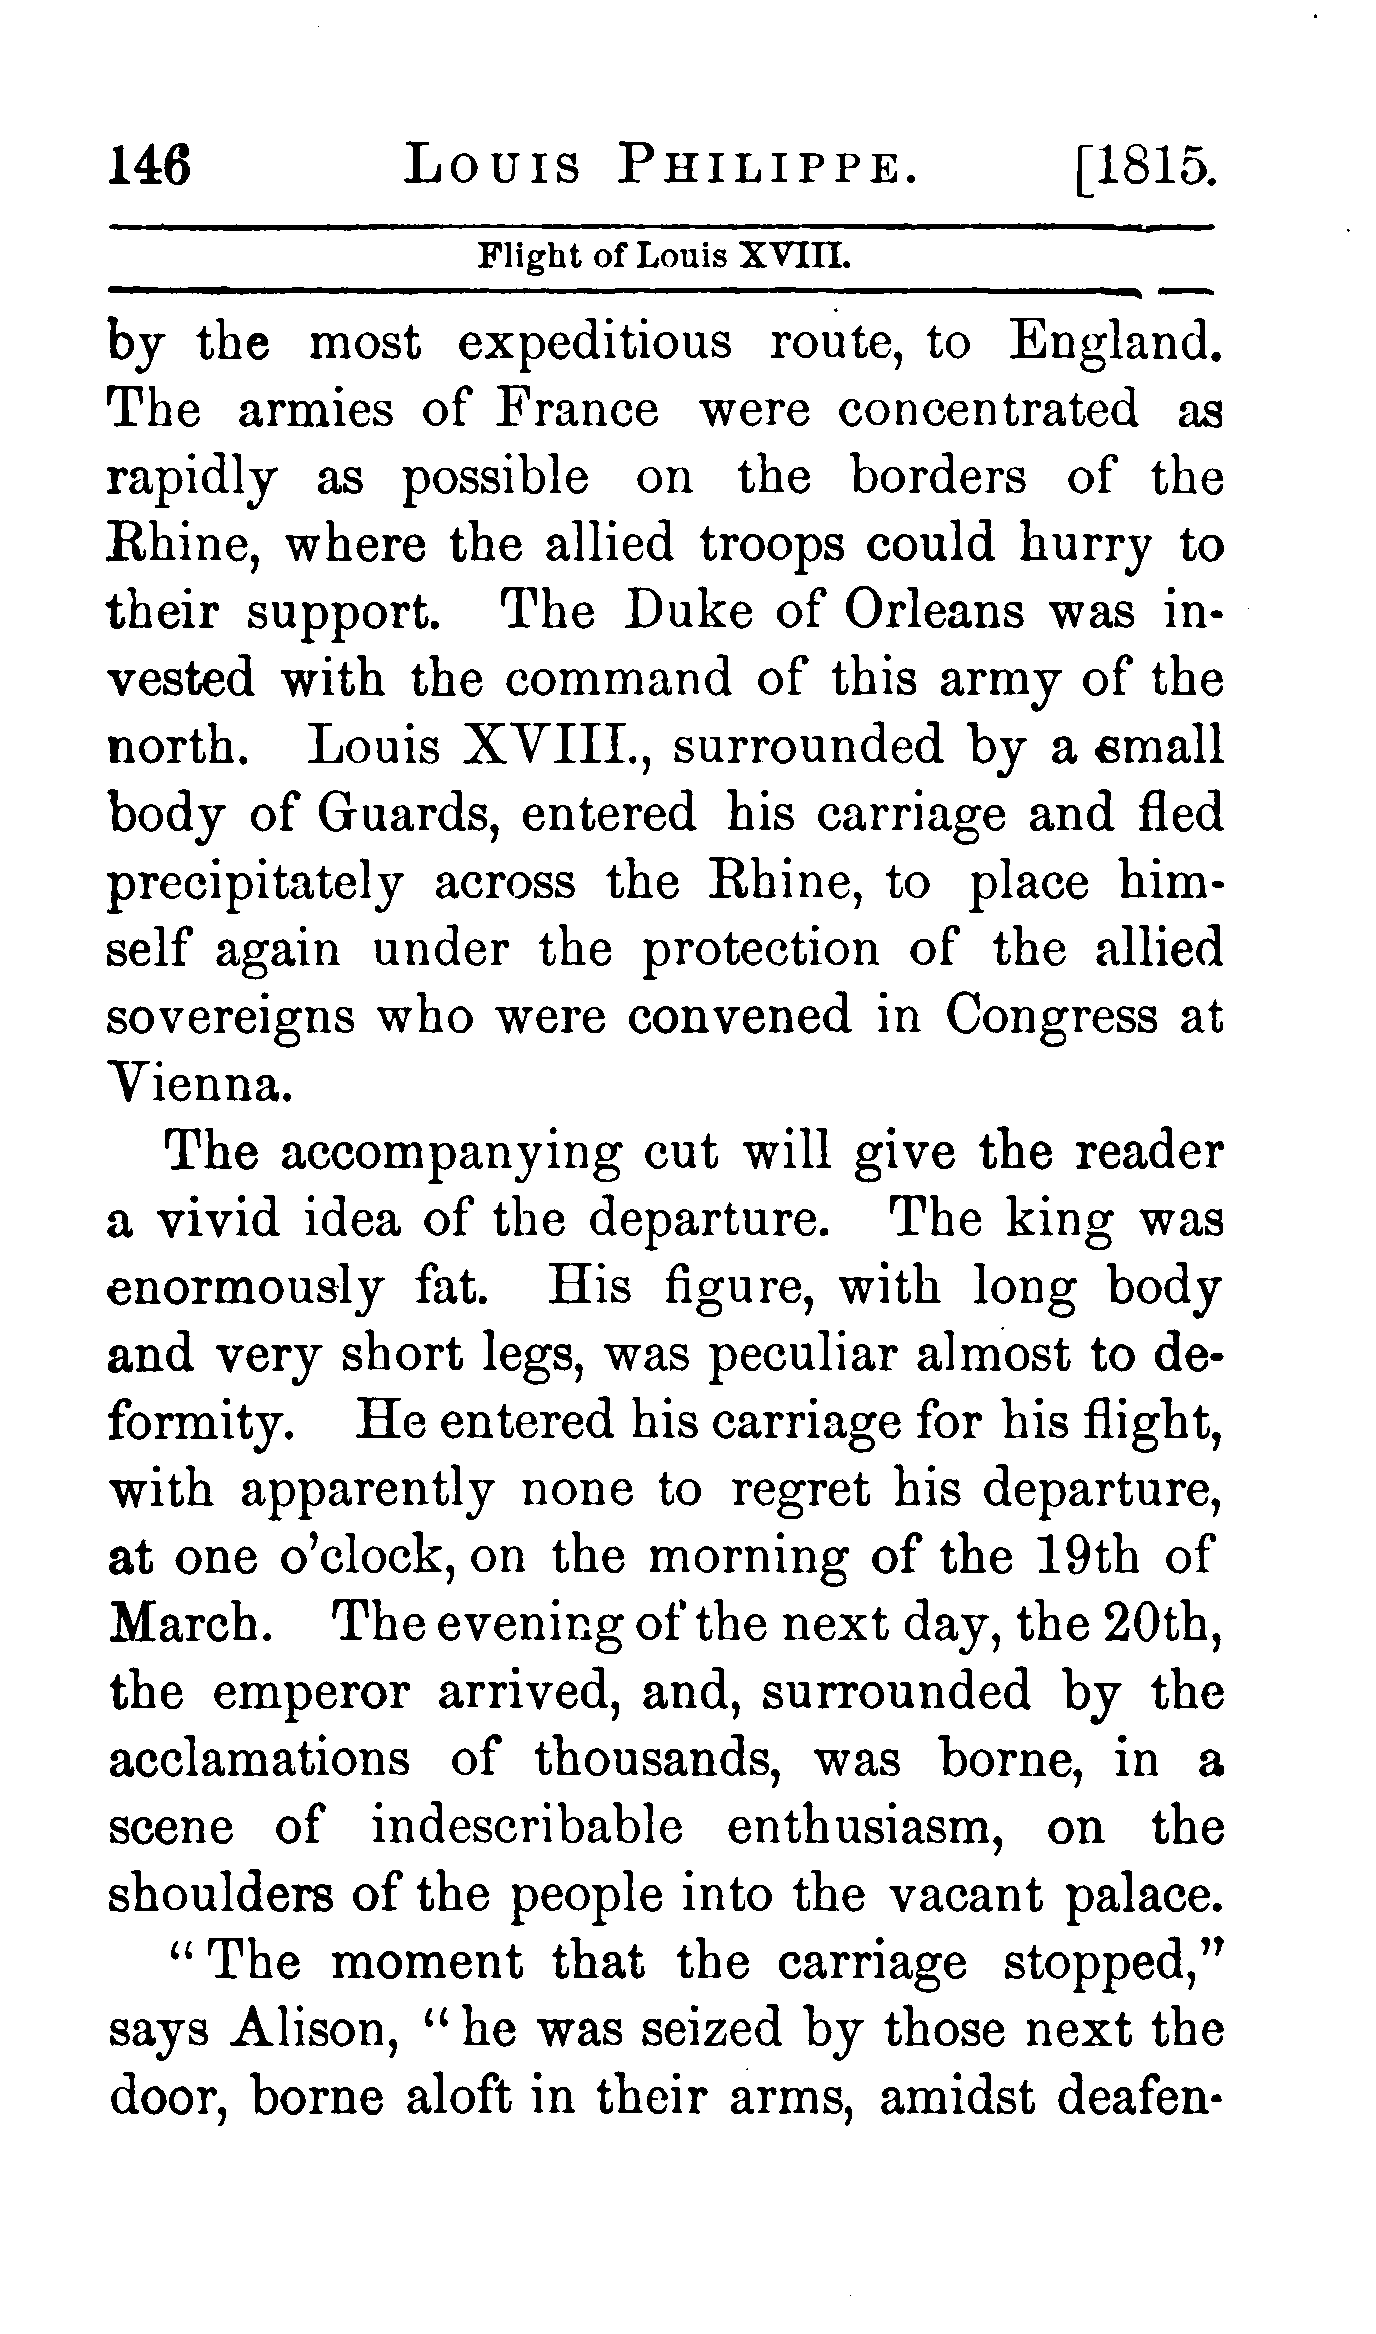 146 LOUIS PHILIPPE. [1815.
Flight of Louis XVIII.
by the most expeditious route, to England.
The armies of France were concentrated as
rapidly as possible on the borders of the
Rhine, where the allied troops could hurry to
their support. The Duke of Orleans was in-
vested with the command of this army of the
north. Louis XVIII., surrounded by a small
body of Guards, entered his carriage and fled
precipitately across the Rhine, to place him-
self again under the protection of the allied
sovereigns who were convened in Congress at
Vienna.
The accompanying cut will give the reader
a vivid idea of the departure. The king was
enormously fat. His figure, with long body
and very short legs, was peculiar almost to de-
formity. He entered his carriage for his flight,
with apparently none to regret his departure,
at one o'clock, on the morning of the 19th of
March. The evening of the next day, the 20th,
the emperor arrived, and, surrounded by the
acclamations of thousands, was borne, in a
scene of indescribable enthusiasm, on the
shoulders of the people into the vacant palace.
"The moment that the carriage stopped,"
says Alison, "he was seized by those next the
door, borne aloft in their arms, amidst deafen-